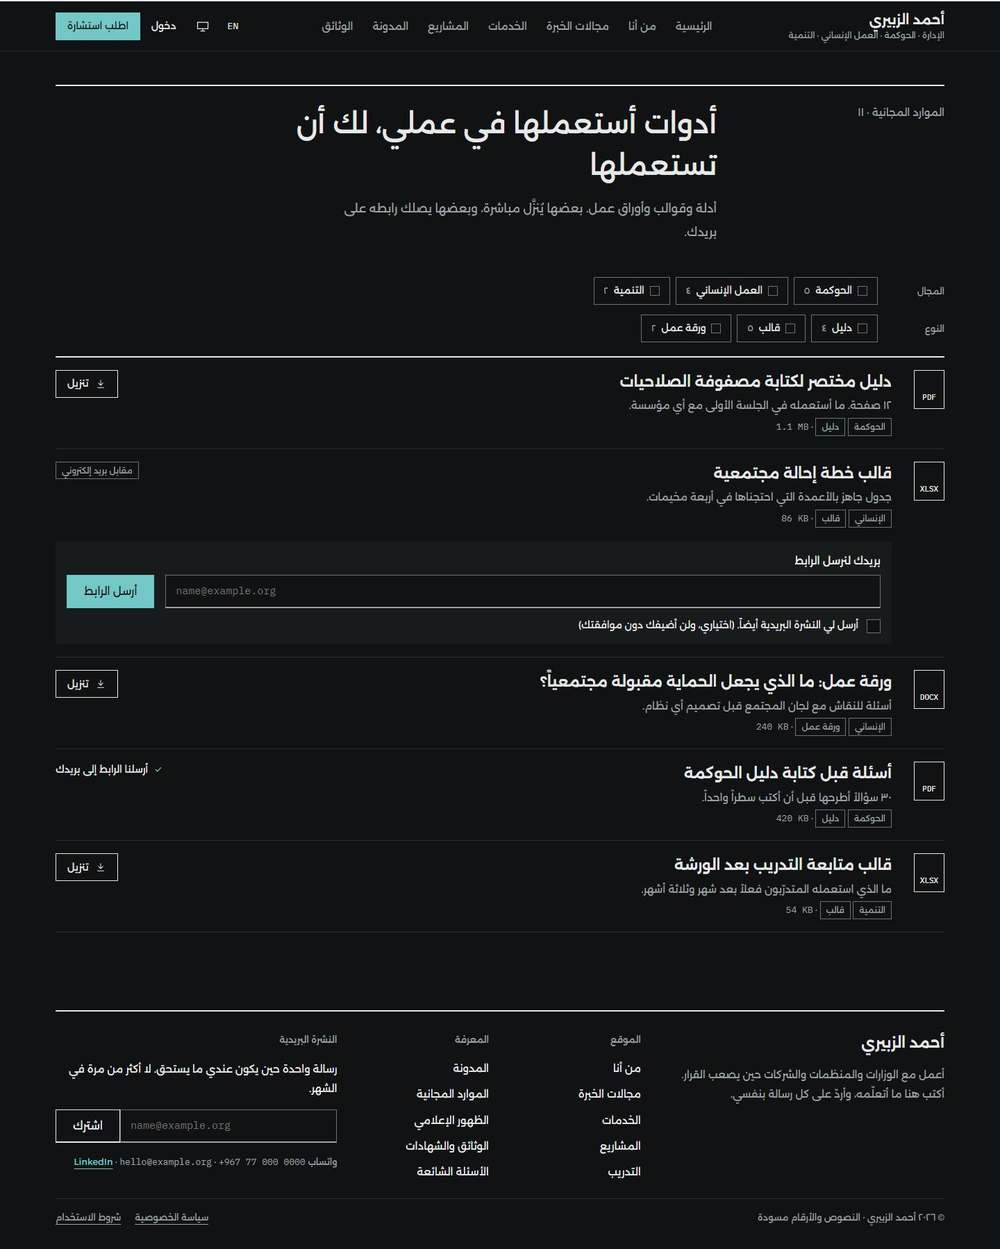 أحمد الزبيري
الإدارة · الحوكمة · العمل الإنساني · التنمية
الرئيسية
من أنا
مجالات الخبرة
الخدمات
المشاريع
المدونة
الوثائق
EN
دخول
اطلب استشارة
الموارد المجانية · ١١
أدوات أستعملها في عملي، لك أن
تستعملها
أدلة وقوالب وأوراق عمل. بعضها يُنزَّل مباشرة، وبعضها يصلك رابطه على
بريدك.
المجال
الحوكمة ٥
العمل الإنساني ٤
التنمية ٢
النوع
دليل ٤
قالب ٥
ورقة عمل ٢
PDF
دليل مختصر لكتابة مصفوفة الصلاحيات
تنزيل
١٢ صفحة. ما أستعمله في الجلسة الأولى مع أي مؤسسة.
الحوكمة دليل · 1.1 MB
XLSX
قالب خطة إحالة مجتمعية
مقابل بريد إلكتروني
جدول جاهز بالأعمدة التي احتجناها في أربعة مخيمات.
الإنساني قالب · 86 KB
بريدك لنرسل الرابط
name@example.org
أرسل الرابط
أرسل لي النشرة البريدية أيضاً. (اختياري، ولن أضيفك دون موافقتك)
DOCX
ورقة عمل: ما الذي يجعل الحماية مقبولة مجتمعياً؟
تنزيل
أسئلة للنقاش مع لجان المجتمع قبل تصميم أي نظام.
الإنساني ورقة عمل · 240 KB
PDF
أسئلة قبل كتابة دليل الحوكمة
أرسلنا الرابط إلى بريدك
٣٠ سؤالاً أطرحها قبل أن أكتب سطراً واحداً.
الحوكمة دليل · 420 KB
XLSX
قالب متابعة التدريب بعد الورشة
تنزيل
ما الذي استعمله المتدرّبون فعلاً بعد شهر وثلاثة أشهر.
التنمية قالب · 54 KB
أحمد الزبيري
أعمل مع الوزارات والمنظمات والشركات حين يصعب القرار.
أكتب هنا ما أتعلّمه، وأردّ على كل رسالة بنفسي.
الموقع
من أنا
مجالات الخبرة
الخدمات
المشاريع
التدريب
المعرفة
المدونة
الموارد المجانية
الظهور الإعلامي
الوثائق والشهادات
الأسئلة الشائعة
النشرة البريدية
رسالة واحدة حين يكون عندي ما يستحق. لا أكثر من مرة في
الشهر.
name@example.org
اشترك
واتساب +967 77 000 0000 · hello@example.org · LinkedIn
© ٢٠٢٦ أحمد الزبيري · النصوص والأرقام مسودة
سياسة الخصوصية
شروط الاستخدام